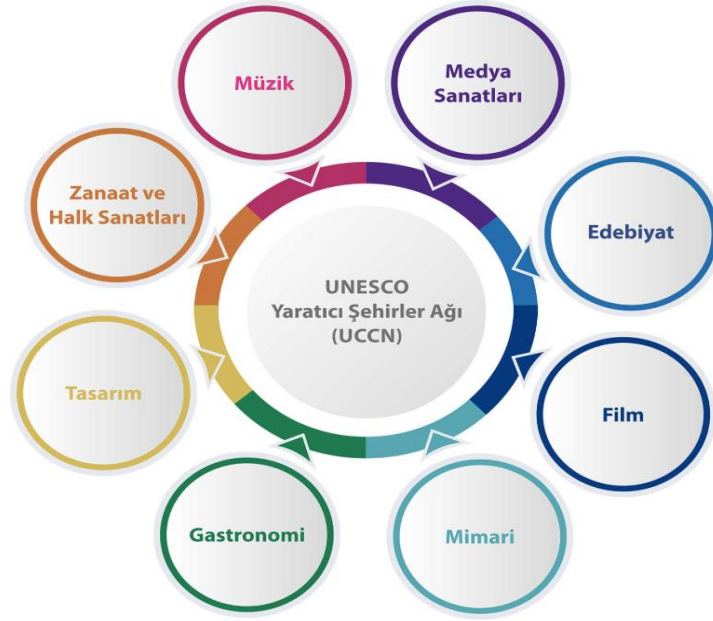 Müzik
Medya
Sanatları
Zanaat ve
Halk Sanatları
Edebiyat
UNESCO
Yaratıcı Şehirler Ağı
(UCCN)
Tasarım
Film
Gastronomi
Mimari